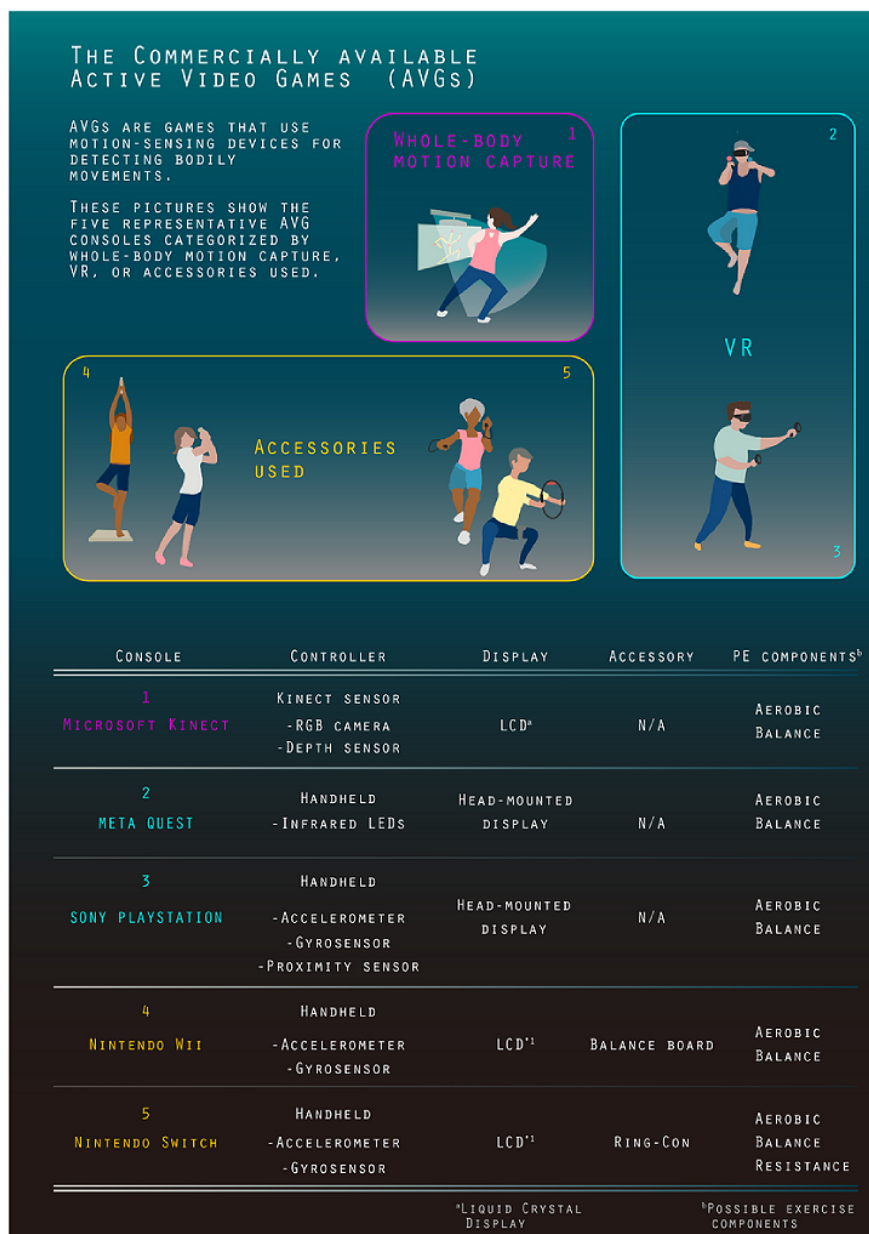 The Commercially available
Active Video Games (AVGs)
AVGs are games that use
motion-sensing devices for
detecting bodily
movements.
These pictures show the
five representative AVG
consoles categorized by
whole-body motion capture,
VR, or accessories used.
Whole-body 1
motion capture
2
VR
3
4
5
Accessories
used
Console Controller Display Accessory PE componentsᵇ
1
Microsoft Kinect
Kinect sensor
-RGB camera
-Depth sensor
LCDᵃ
N/A
Aerobic
Balance
2
META QUEST
Handheld
-Infrared LEDs
Head-mounted
display
N/A
Aerobic
Balance
3
SONY PLAYSTATION
Handheld
-Accelerometer
-Gyrosensor
-Proximity sensor
Head-mounted
display
N/A
Aerobic
Balance
4
Nintendo Wii
Handheld
-Accelerometer
-Gyrosensor
LCD*¹
Balance board
Aerobic
Balance
5
Nintendo Switch
Handheld
-Accelerometer
-Gyrosensor
LCD*¹
Ring-Con
Aerobic
Balance
Resistance
ᵃLiquid Crystal
Display
ᵇPossible exercise
components